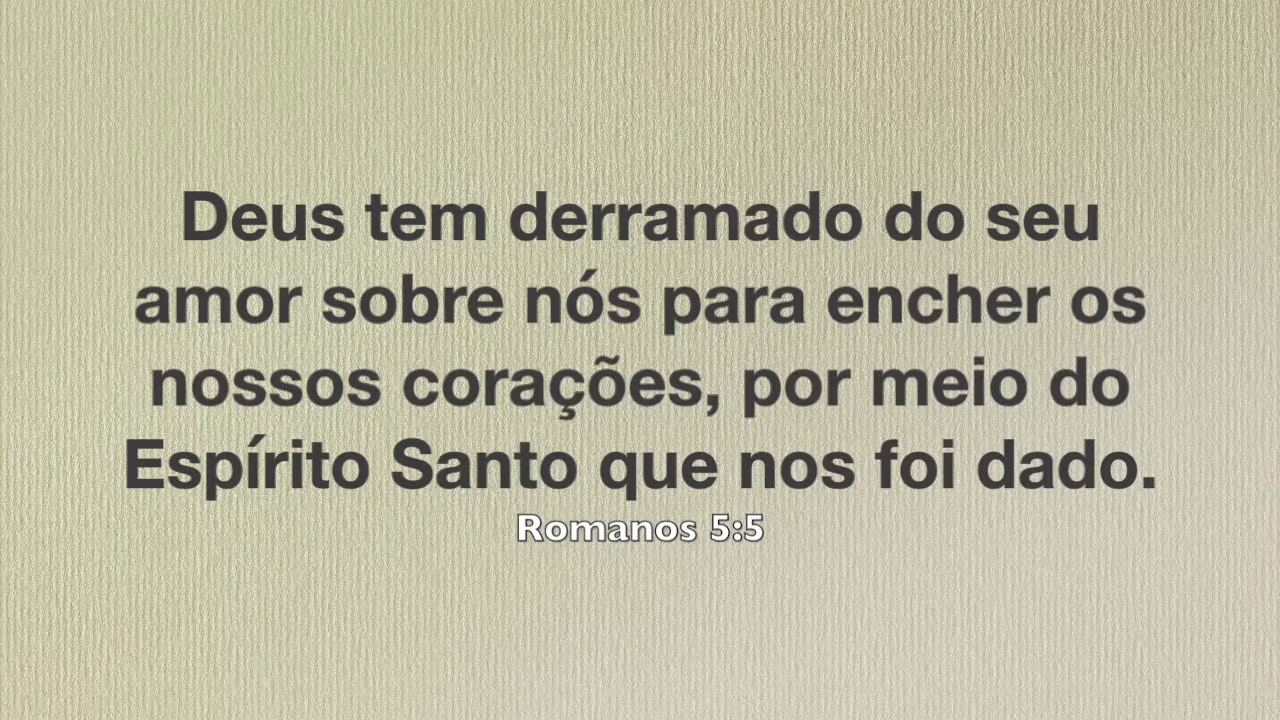 Deus tem derramado do seu
amor sobre nós para encher os
nossos corações, por meio do
Espírito Santo que nos foi dado.
Romanos 5:5